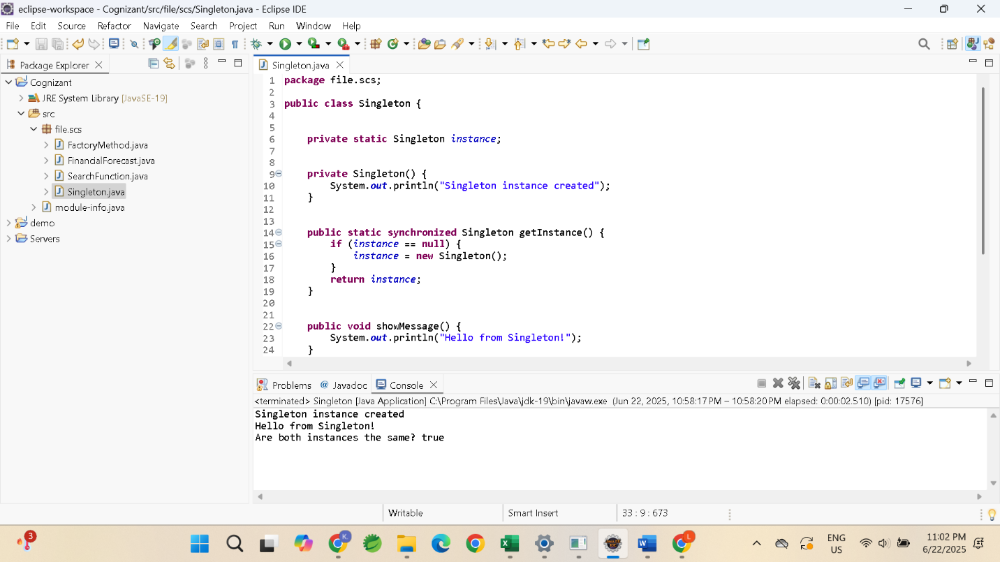 eclipse-workspace - Cognizant/src/file/scs/Singleton.java - Eclipse IDE
File Edit Source Refactor Navigate Search Project Run Window Help
Package Explorer
Singleton.java
Cognizant
JRE System Library [JavaSE-19]
src
file.scs
FactoryMethod.java
FinancialForecast.java
SearchFunction.java
Singleton.java
module-info.java
demo
Servers
1 package file.scs;
2
3 public class Singleton {
4
5
6 private static Singleton instance;
7
8
9 private Singleton() {
10 System.out.println("Singleton instance created");
11 }
12
13
14 public static synchronized Singleton getInstance() {
15 if (instance == null) {
16 instance = new Singleton();
17 }
18 return instance;
19 }
20
21
22 public void showMessage() {
23 System.out.println("Hello from Singleton!");
24 }
Problems @ Javadoc Console
<terminated> Singleton [Java Application] C:\Program Files\Java\jdk-19\bin\javaw.exe (Jun 22, 2025, 10:58:17 PM – 10:58:20 PM elapsed: 0:00:02.510) [pid: 17576]
Singleton instance created
Hello from Singleton!
Are both instances the same? true
Writable Smart Insert 33 : 9 : 673
3
K
L
ENG
US
11:02 PM
6/22/2025